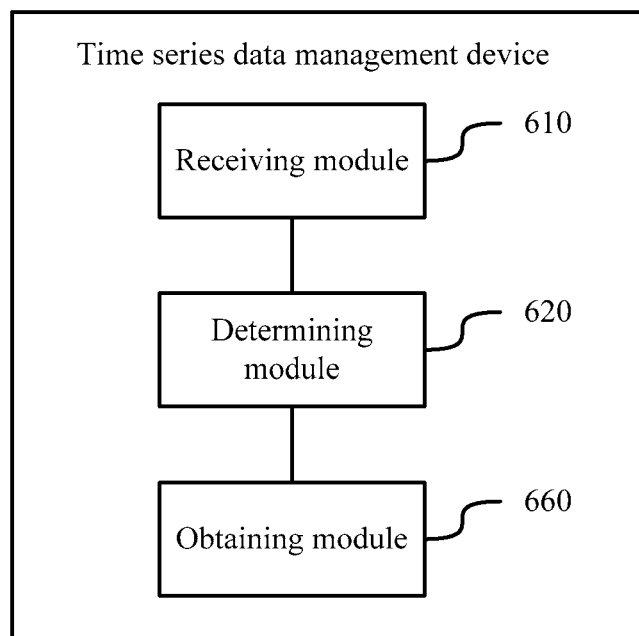 Time series data management device
610
Receiving module
620
Determining
module
660
Obtaining module